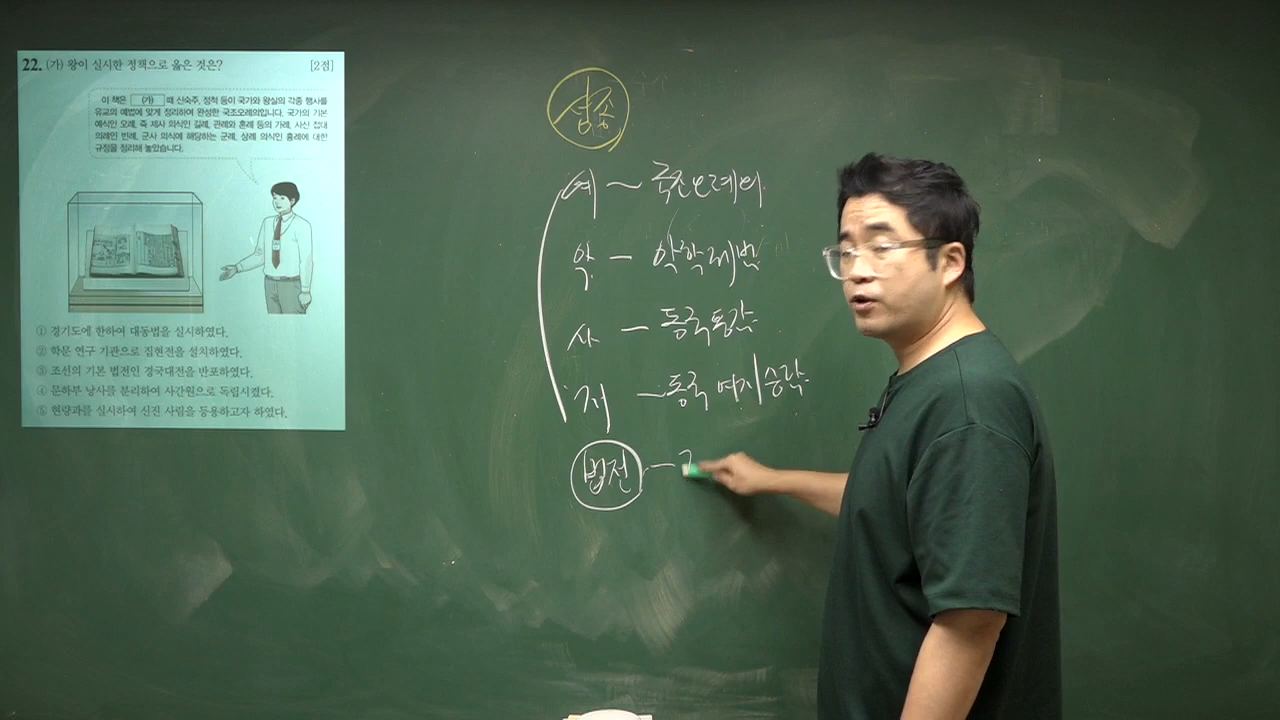 22. (가) 왕이 실시한 정책으로 옳은 것은? [2점]
이 책은 (가) 때 신숙주, 정척 등이 국가와 왕실의 각종 행사를
유교의 예법에 맞게 정리하여 완성한 국조오례의입니다. 국가의 기본
예식인 오례, 즉 제사 의식인 길례, 관례와 혼례 등의 가례, 사신 접대
의례인 빈례, 군사 의식에 해당하는 군례, 상례 의식인 흉례에 대한
규정을 정리해 놓았습니다.
① 경기도에 한하여 대동법을 실시하였다.
② 학문 연구 기관으로 집현전을 설치하였다.
③ 조선의 기본 법전인 경국대전을 반포하였다.
④ 문하부 낭사를 분리하여 사간원으로 독립시켰다.
⑤ 현량과를 실시하여 신진 사림을 등용하고자 하였다.
성종
예 ~ 국조오례의
악 - 악학궤범
사 - 동국통감
지 - 동국여지승람
법전 -